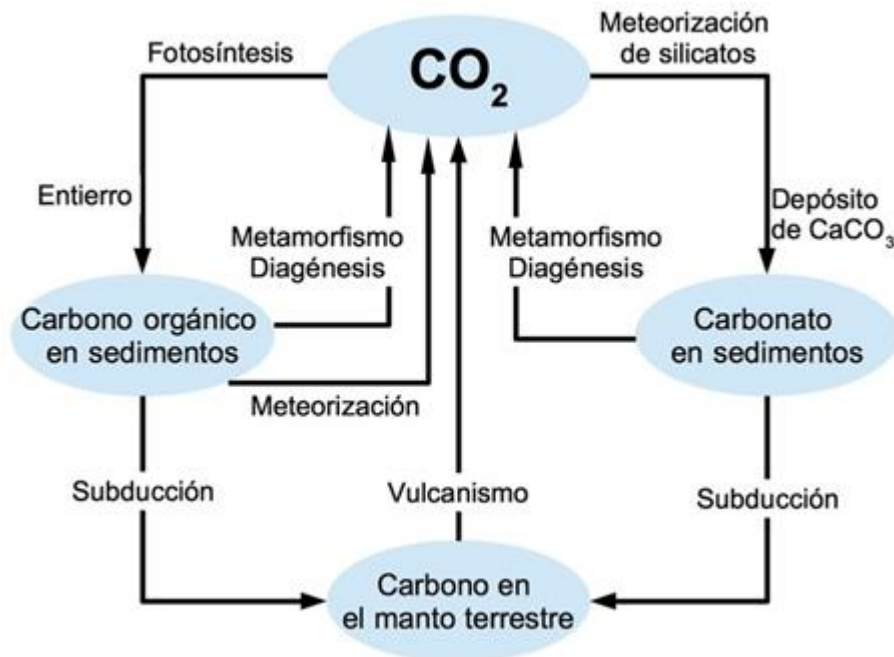 Fotosíntesis
CO₂
Meteorización
de silicatos
Entierro
Depósito
de CaCO₃
Metamorfismo
Diagénesis
Metamorfismo
Diagénesis
Carbono orgánico
en sedimentos
Carbonato
en sedimentos
Meteorización
Subducción
Vulcanismo
Subducción
Carbono en
el manto terrestre